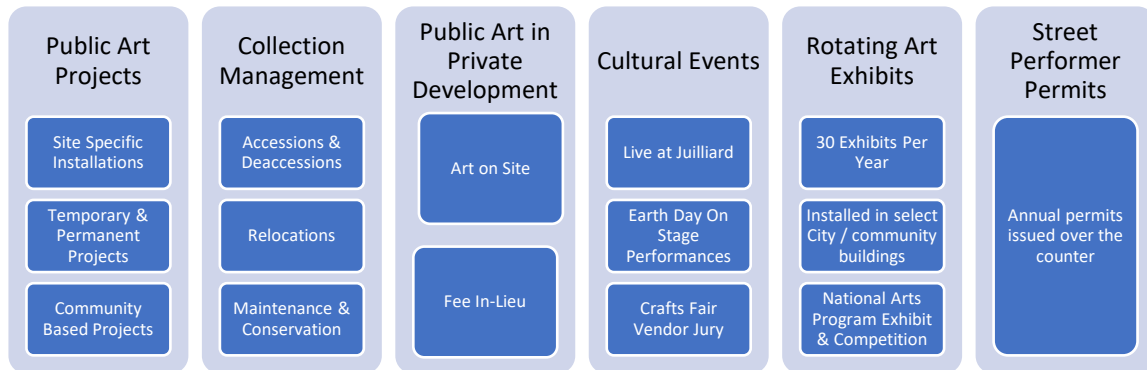 Public Art
Projects
Site Specific
Installations
Temporary &
Permanent
Projects
Community
Based Projects
Collection
Management
Accessions &
Deaccessions
Relocations
Maintenance &
Conservation
Public Art in
Private
Development
Art on Site
Fee In-Lieu
Cultural Events
Live at Juilliard
Earth Day On
Stage
Performances
Crafts Fair
Vendor Jury
Rotating Art
Exhibits
30 Exhibits Per
Year
Installed in select
City / community
buildings
National Arts
Program Exhibit
& Competition
Street
Performer
Permits
Annual permits
issued over the
counter